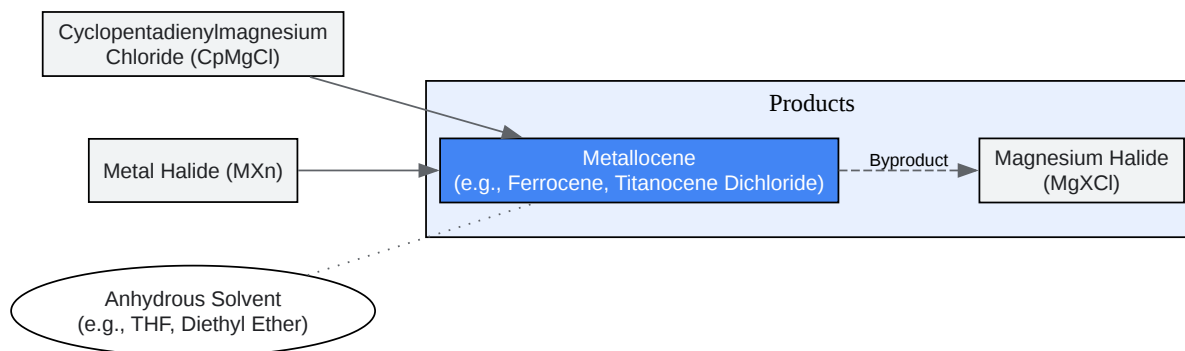 Cyclopentadienylmagnesium
Chloride (CpMgCl)
Products
Metal Halide (MXn)
Metallocene
(e.g., Ferrocene, Titanocene Dichloride)
Byproduct
Magnesium Halide
(MgXCl)
Anhydrous Solvent
(e.g., THF, Diethyl Ether)